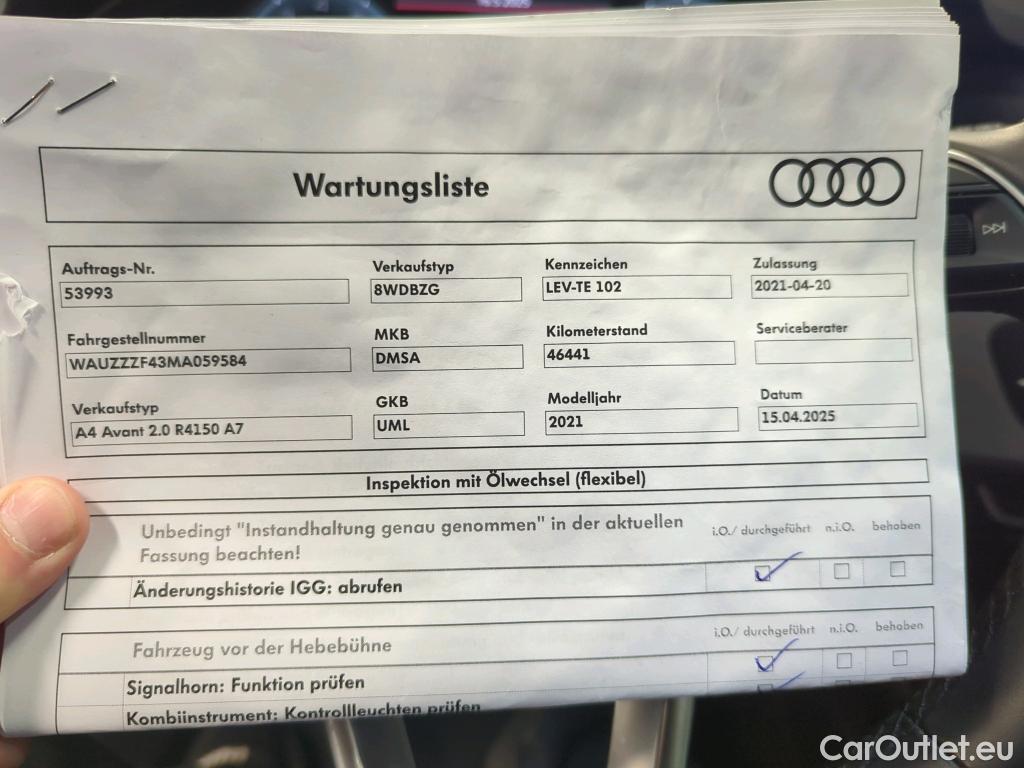 Wartungsliste
Auftrags-Nr. Verkaufstyp Kennzeichen Zulassung
53993 8WDBZG LEV-TE 102 2021-04-20
Fahrgestellnummer MKB Kilometerstand Serviceberater
WAUZZZF43MA059584 DMSA 46441
Verkaufstyp GKB Modelljahr Datum
A4 Avant 2.0 R4150 A7 UML 2021 15.04.2025
Inspektion mit Ölwechsel (flexibel)
Unbedingt "Instandhaltung genau genommen" in der aktuellen i.O./ durchgeführt n.i.O. behoben
Fassung beachten!
Änderungshistorie IGG: abrufen
Fahrzeug vor der Hebebühne i.O./ durchgeführt n.i.O. behoben
Signalhorn: Funktion prüfen
Kombiinstrument: Kontrollleuchten prüfen
CarOutlet.eu